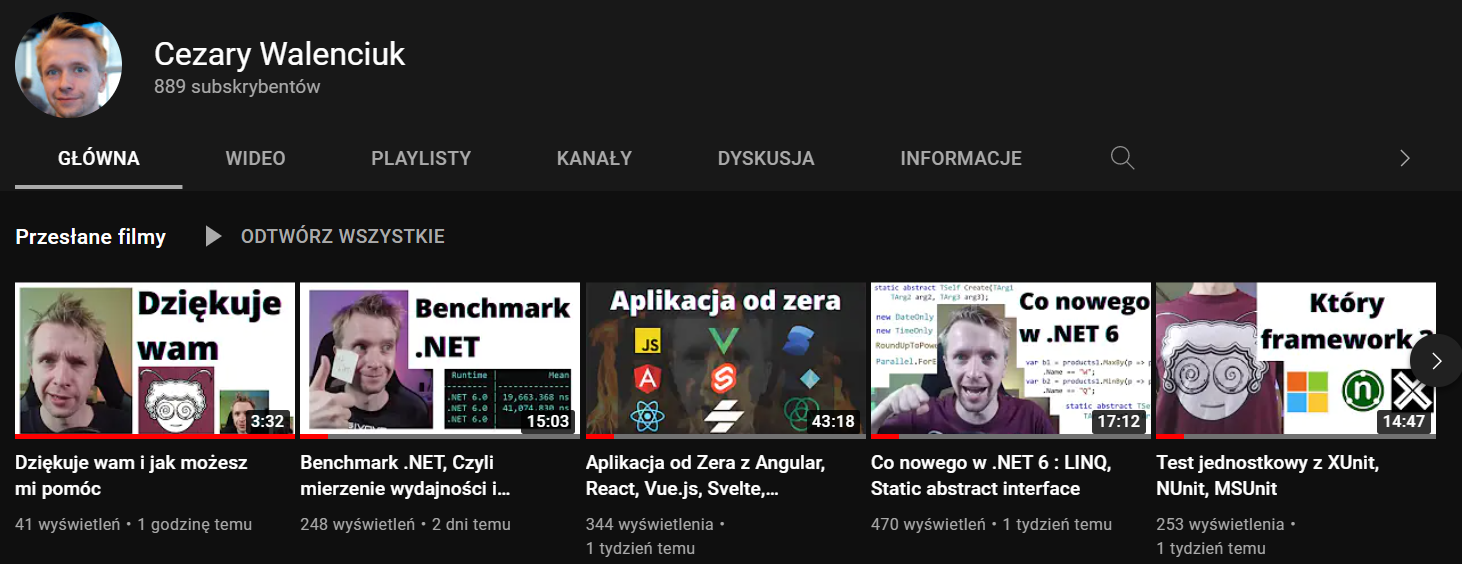 Cezary Walenciuk
889 subskrybentów
GŁÓWNA
WIDEO
PLAYLISTY
KANAŁY
DYSKUSJA
INFORMACJE
Przesłane filmy
ODTWÓRZ WSZYSTKIE
Dziękuje
wam
3:32
Dziękuje wam i jak możesz
mi pomóc
41 wyświetleń • 1 godzinę temu
Benchmark
.NET
Runtime | Mean
.NET 6.0 | 19,663.368 ns
.NET 6.0 | 41,074.830 ns
.NET 6.0
15:03
Benchmark .NET, Czyli
mierzenie wydajności i...
248 wyświetleń • 2 dni temu
Aplikacja od zera
JS
43:18
Aplikacja od Zera z Angular,
React, Vue.js, Svelte,...
344 wyświetlenia •
1 tydzień temu
static abstract TSelf Create(TArg1
TArg2 arg2, TArg3 arg3);
new DateOnly
new TimeOnly
RoundUpToPow
Parallel.ForE
Co nowego
w .NET 6
var b1 = products1.MaxBy(p =>
.Name == "W");
var b2 = products1.MinBy(p =>
.Name == "Q");
static abstract TSe
17:12
Co nowego w .NET 6 : LINQ,
Static abstract interface
470 wyświetleń • 1 tydzień temu
Który
framework ?
n
14:47
Test jednostkowy z XUnit,
NUnit, MSUnit
253 wyświetlenia •
1 tydzień temu